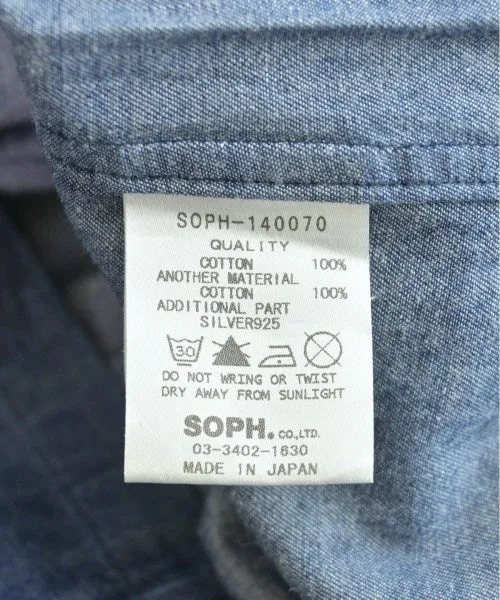 SOPH-140070
QUALITY
COTTON 100%
ANOTHER MATERIAL
COTTON 100%
ADDITIONAL PART
SILVER925
30
DO NOT WRING OR TWIST
DRY AWAY FROM SUNLIGHT
SOPH. CO.,LTD.
03-3402-1630
MADE IN JAPAN